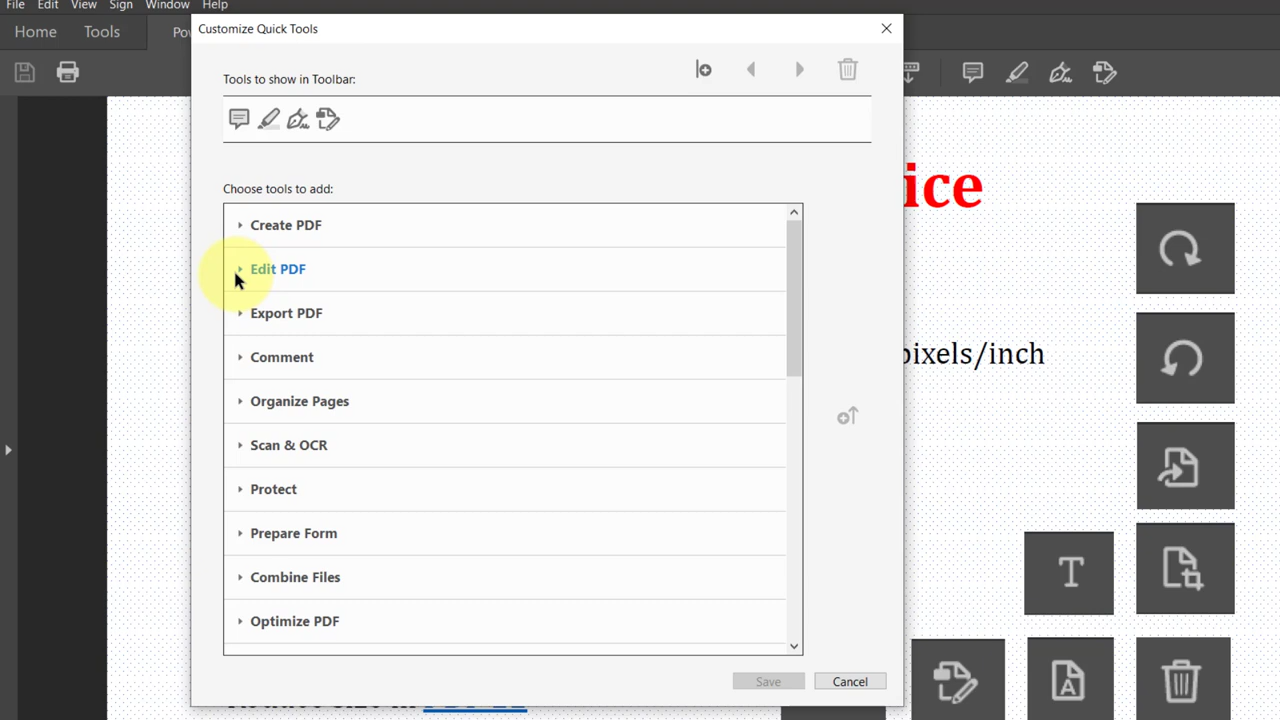 File Edit View Sign Window Help
Home Tools
Customize Quick Tools
Tools to show in Toolbar:
Choose tools to add:
Create PDF
Edit PDF
Export PDF
Comment
Organize Pages
Scan & OCR
Protect
Prepare Form
Combine Files
Optimize PDF
Save Cancel
pixels/inch
T
A